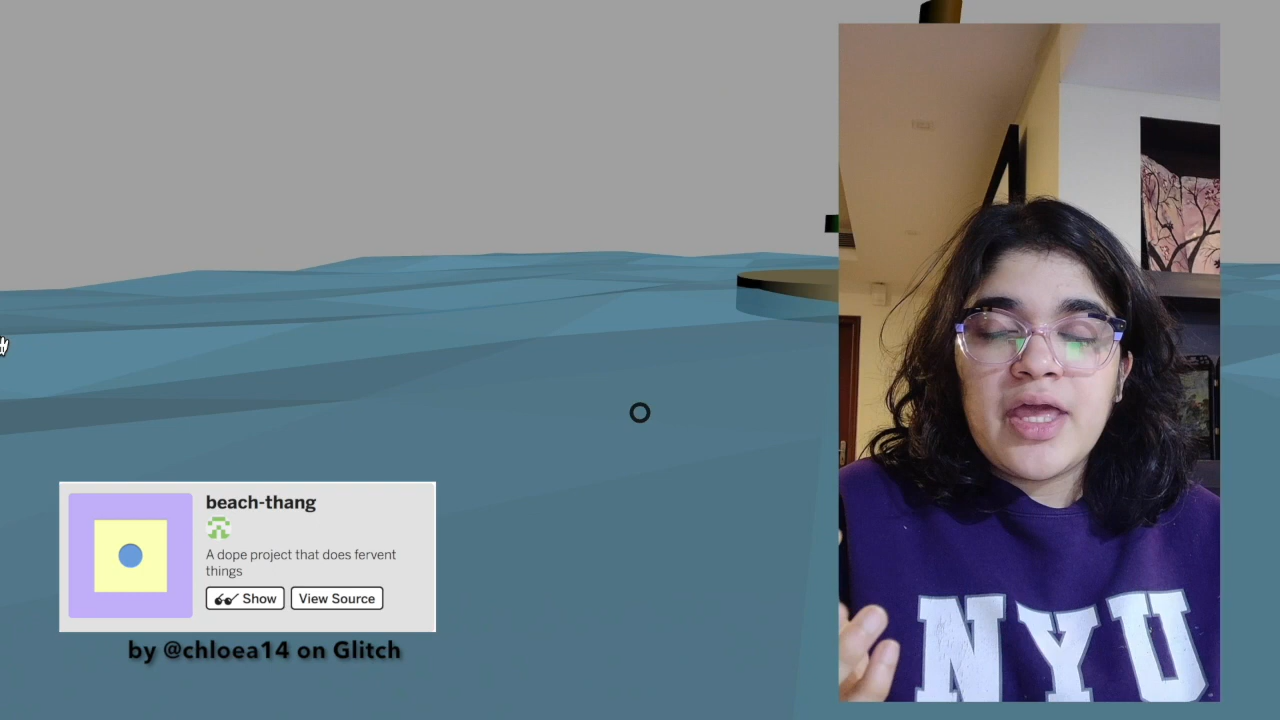 beach-thang
A dope project that does fervent
things
Show
View Source
by @chloea14 on Glitch
NYU